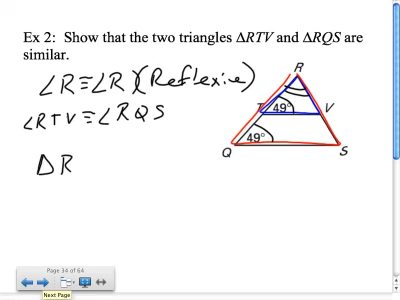 Ex 2: Show that the two triangles ΔRTV and ΔRQS are
similar.
∠R≅∠R (Reflexive)
∠RTV≅∠RQS
ΔR
R
T 49° V
49°
Q S
Page 34 of 64
Next Page